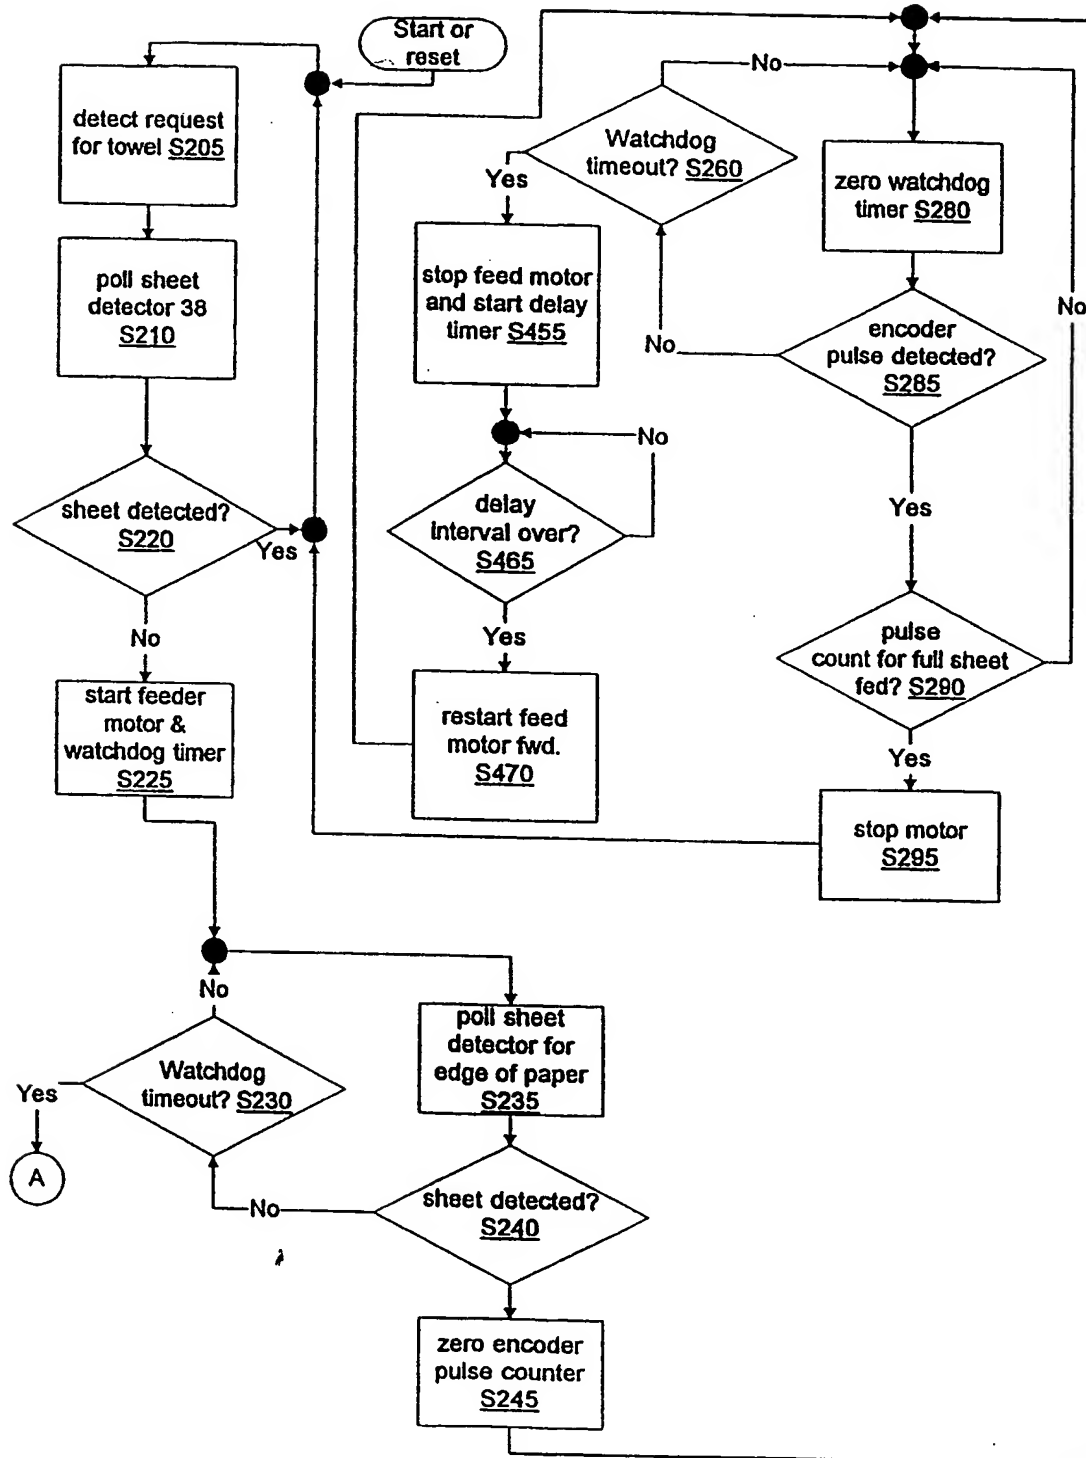 Start or
reset
detect request
for towel S205
poll sheet
detector 38
S210
sheet detected?
S220
Yes
No
start feeder
motor &
watchdog timer
S225
No
Watchdog
timeout? S230
Yes
A
poll sheet
detector for
edge of paper
S235
sheet detected?
S240
No
zero encoder
pulse counter
S245
No
Watchdog
timeout? S260
Yes
stop feed motor
and start delay
timer S455
No
delay
interval over?
S465
Yes
restart feed
motor fwd.
S470
zero watchdog
timer S280
No
encoder
pulse detected?
S285
No
Yes
pulse
count for full sheet
fed? S290
Yes
stop motor
S295